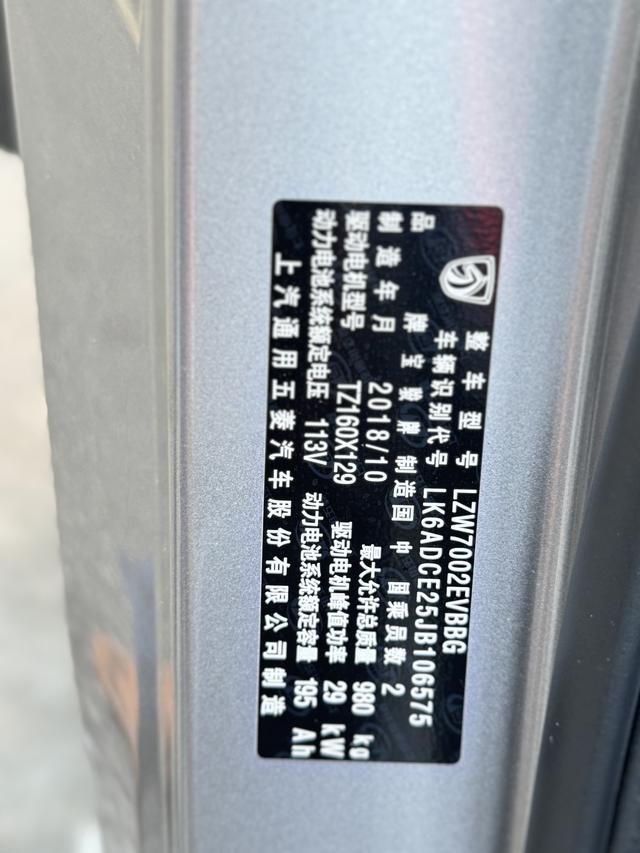 整车型号 LZW7002EVBBG
车辆识别代号 LK6ADCE25JB106575
品牌 宝骏牌 制造国 中国 乘员数 2
制造年月 2018/10 最大允许总质量 980 kg
驱动电机型号 TZ160X129 驱动电机峰值功率 29 kW
动力电池系统额定电压 113V 动力电池系统额定容量 195 Ah
上汽通用五菱汽车股份有限公司制造